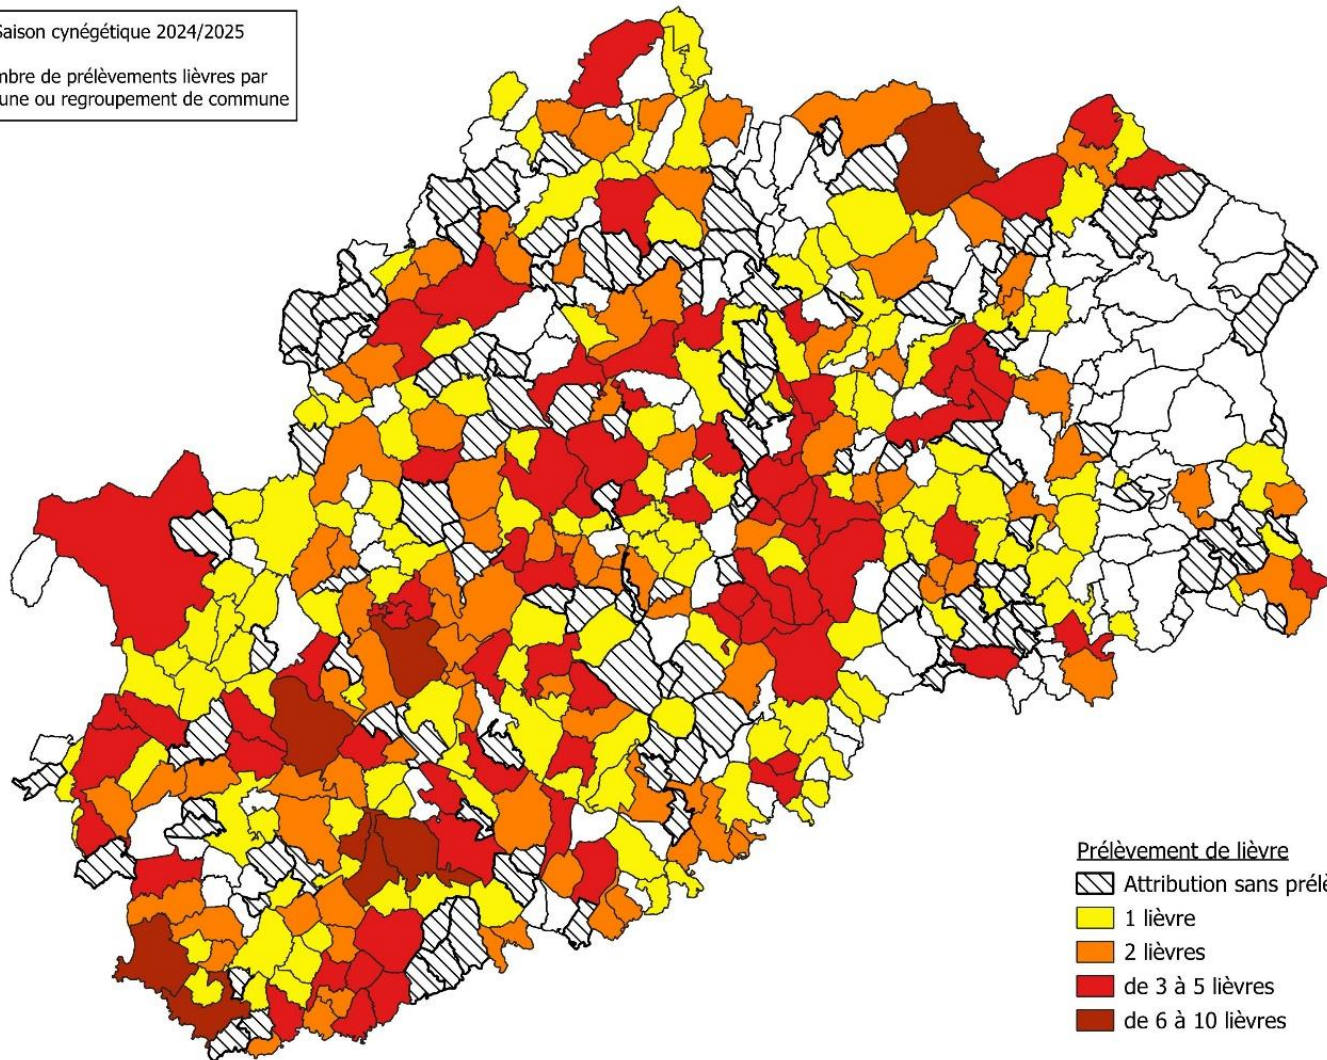 Saison cynégétique 2024/2025
mbre de prélèvements lièvres par
une ou regroupement de commune
Prélèvement de lièvre
Attribution sans prélè
1 lièvre
2 lièvres
de 3 à 5 lièvres
de 6 à 10 lièvres